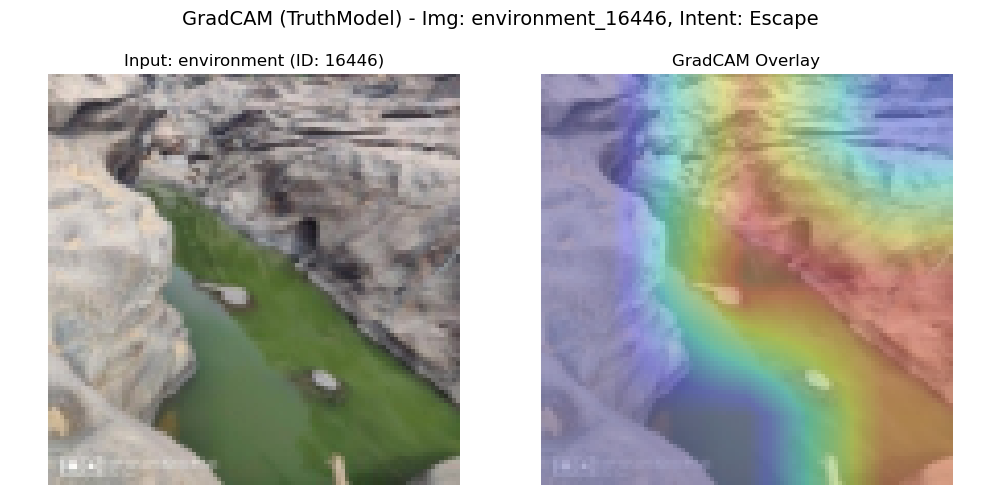 GradCAM (TruthModel) - Img: environment_16446, Intent: Escape
Input: environment (ID: 16446)
GradCAM Overlay